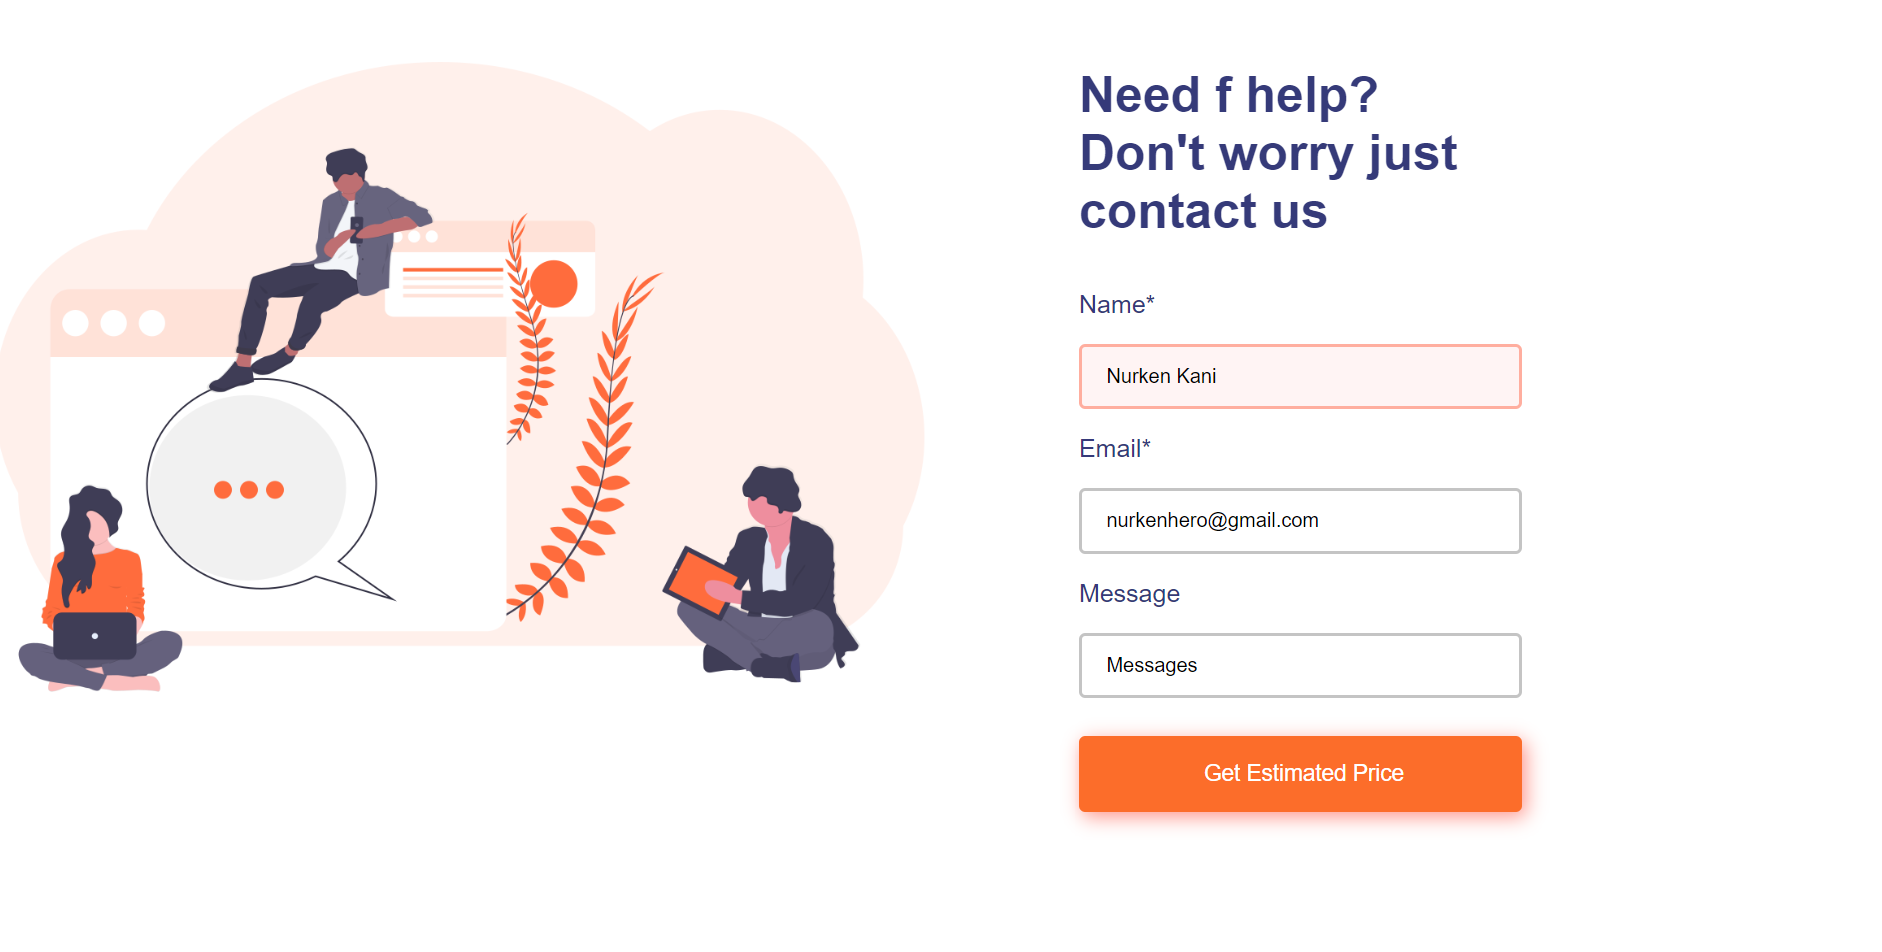 Need f help?
Don't worry just
contact us
Name*
Nurken Kani
Email*
nurkenhero@gmail.com
Message
Messages
Get Estimated Price